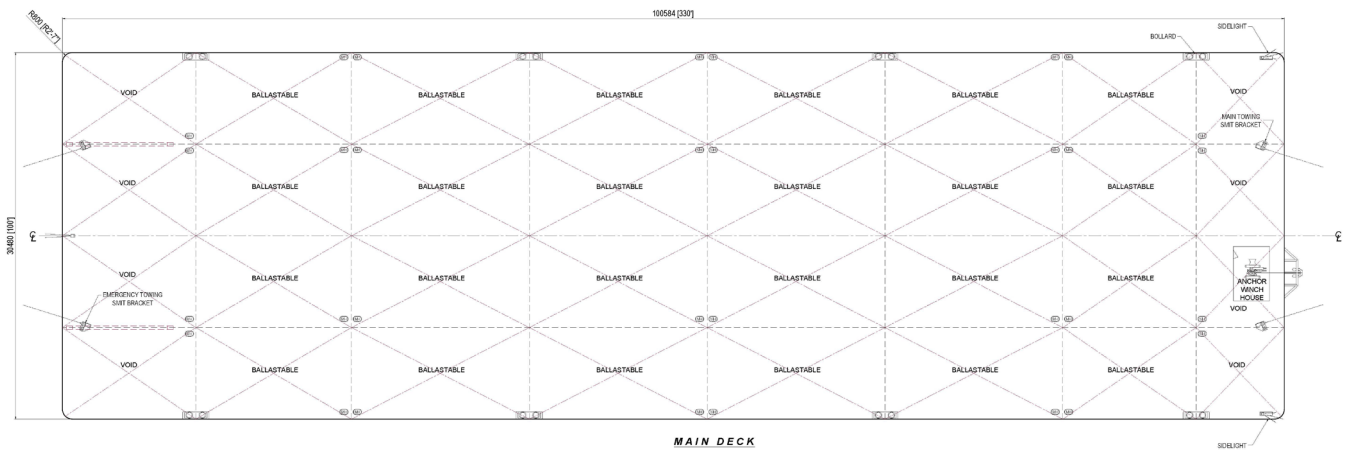 100584 [330']
R800 [RZ-7"]
SIDELIGHT
BOLLARD
VOID
BALLASTABLE
BALLASTABLE
BALLASTABLE
BALLASTABLE
BALLASTABLE
BALLASTABLE
VOID
MAIN TOWING
SMIT BRACKET
VOID
BALLASTABLE
BALLASTABLE
BALLASTABLE
BALLASTABLE
BALLASTABLE
BALLASTABLE
VOID
30480 [100']
VOID
BALLASTABLE
BALLASTABLE
BALLASTABLE
BALLASTABLE
BALLASTABLE
BALLASTABLE
ANCHOR
WINCH
HOUSE
EMERGENCY TOWING
SMIT BRACKET
VOID
VOID
BALLASTABLE
BALLASTABLE
BALLASTABLE
BALLASTABLE
BALLASTABLE
BALLASTABLE
VOID
MAIN DECK
SIDELIGHT